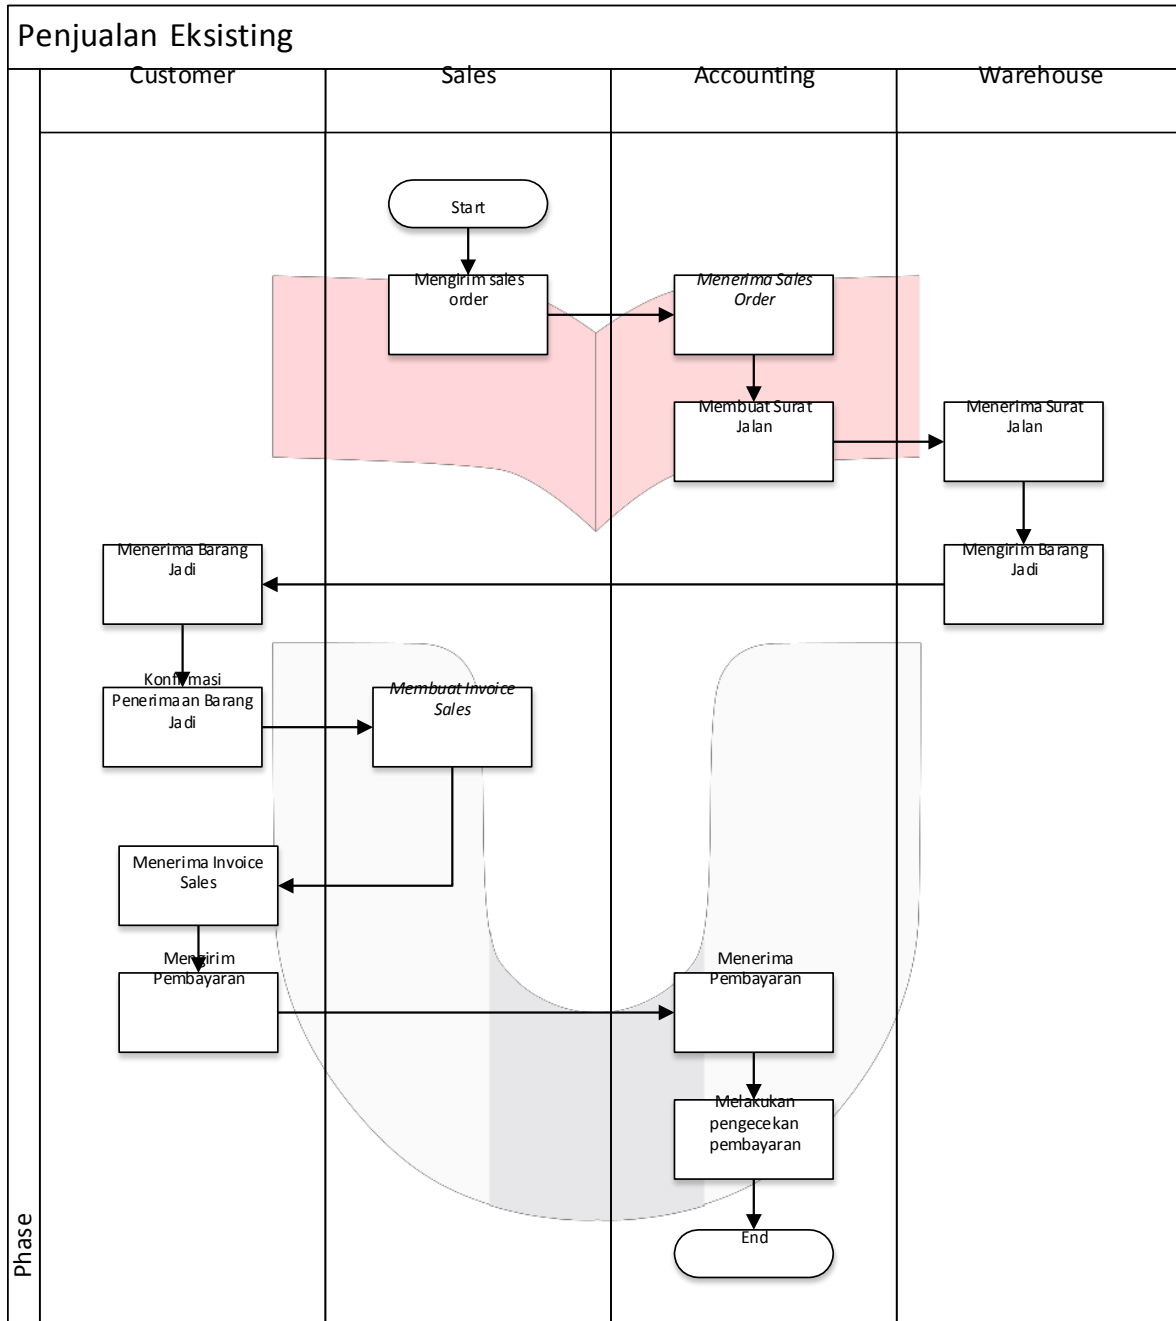 Penjualan Eksisting
Customer
Sales
Accounting
Warehouse
Start
Mengirim sales
order
Menerima Sales
Order
Membuat Surat
Jalan
Menerima Surat
Jalan
Menerima Barang
Jadi
Mengirim Barang
Jadi
Konfirmasi
Penerimaan Barang
Jadi
Membuat Invoice
Sales
Menerima Invoice
Sales
Mengirim
Pembayaran
Menerima
Pembayaran
Melakukan
pengecekan
pembayaran
End
Phase